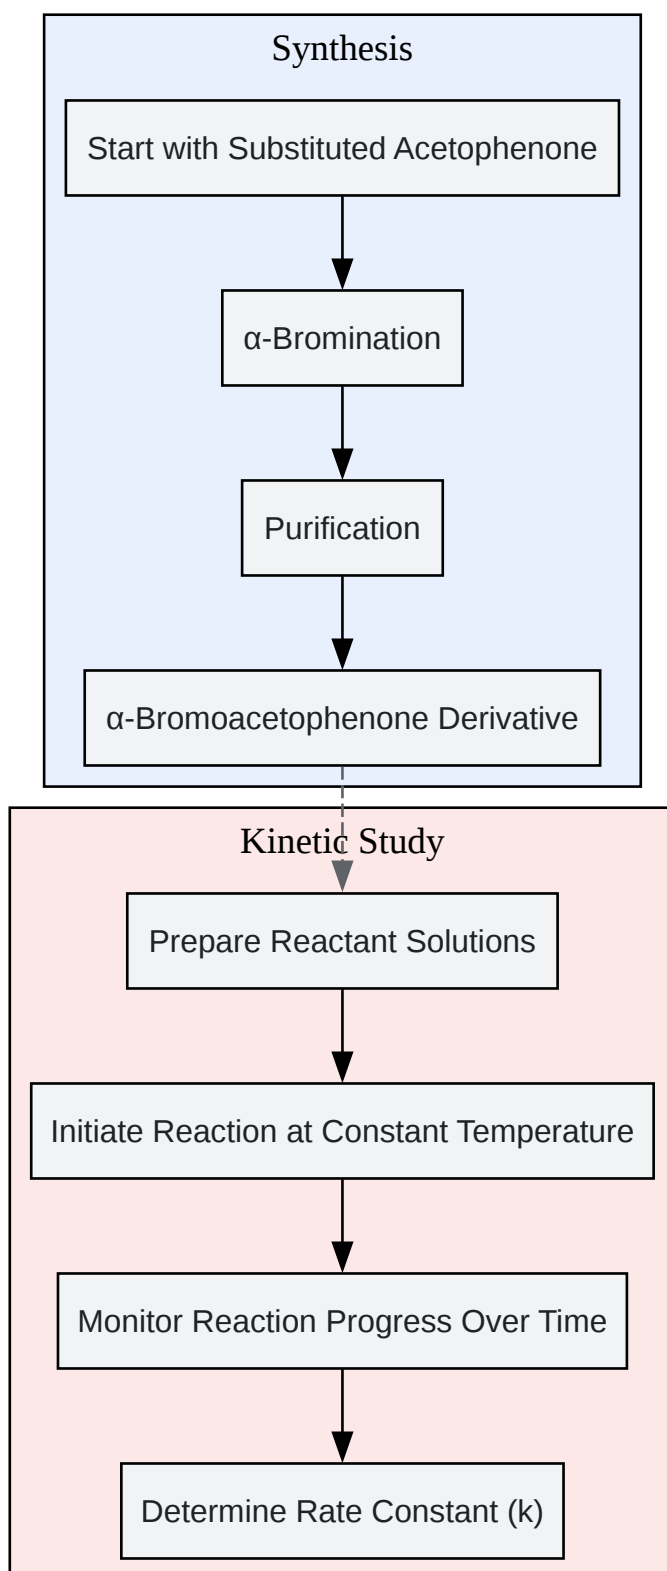 Synthesis
Start with Substituted Acetophenone
α-Bromination
Purification
α-Bromoacetophenone Derivative
Kinetic Study
Prepare Reactant Solutions
Initiate Reaction at Constant Temperature
Monitor Reaction Progress Over Time
Determine Rate Constant (k)